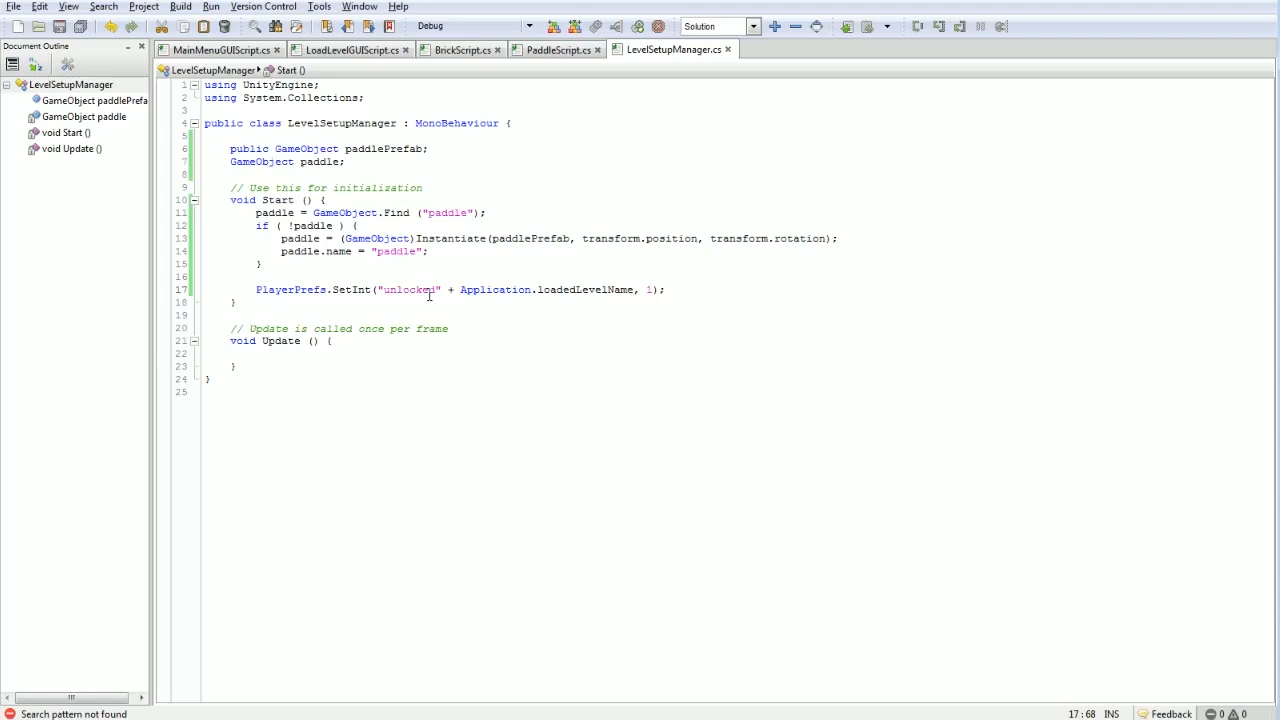 File Edit View Search Project Build Run Version Control Tools Window Help
Debug Solution
Document Outline
MainMenuGUIScript.cs LoadLevelGUIScript.cs BrickScript.cs PaddleScript.cs LevelSetupManager.cs
LevelSetupManager Start ()
LevelSetupManager
GameObject paddlePrefa
GameObject paddle
void Start ()
void Update ()
1 using UnityEngine;
2 using System.Collections;
3
4 public class LevelSetupManager : MonoBehaviour {
5
6 public GameObject paddlePrefab;
7 GameObject paddle;
8
9 // Use this for initialization
10 void Start () {
11 paddle = GameObject.Find ("paddle");
12 if ( !paddle ) {
13 paddle = (GameObject)Instantiate(paddlePrefab, transform.position, transform.rotation);
14 paddle.name = "paddle";
15 }
16
17 PlayerPrefs.SetInt("unlocked" + Application.loadedLevelName, 1);
18 }
19
20 // Update is called once per frame
21 void Update () {
22
23 }
24 }
25
Search pattern not found 17 : 68 INS Feedback 0 0